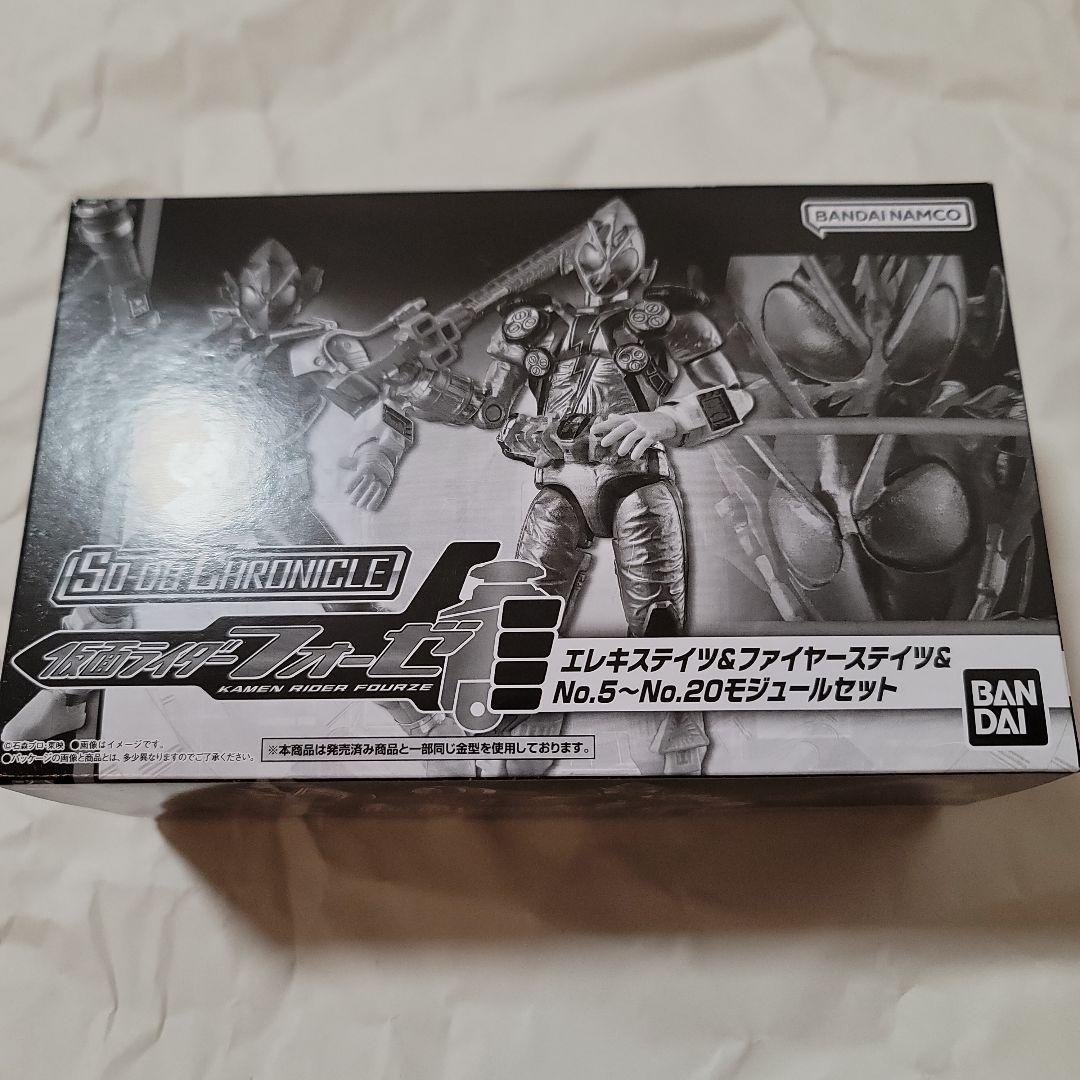 BANDAI NAMCO
SO-DO CHRONICLE
仮面ライダーフォーゼ
KAMEN RIDER FOURZE
エレキステイツ&ファイヤーステイツ&
No.5～No.20モジュールセット
BAN
DAI
©石森プロ・東映 ●画像はイメージです。
●パッケージの画像と商品とは、多少異なりますのでご了承ください。
※本商品は発売済み商品と一部同じ金型を使用しております。